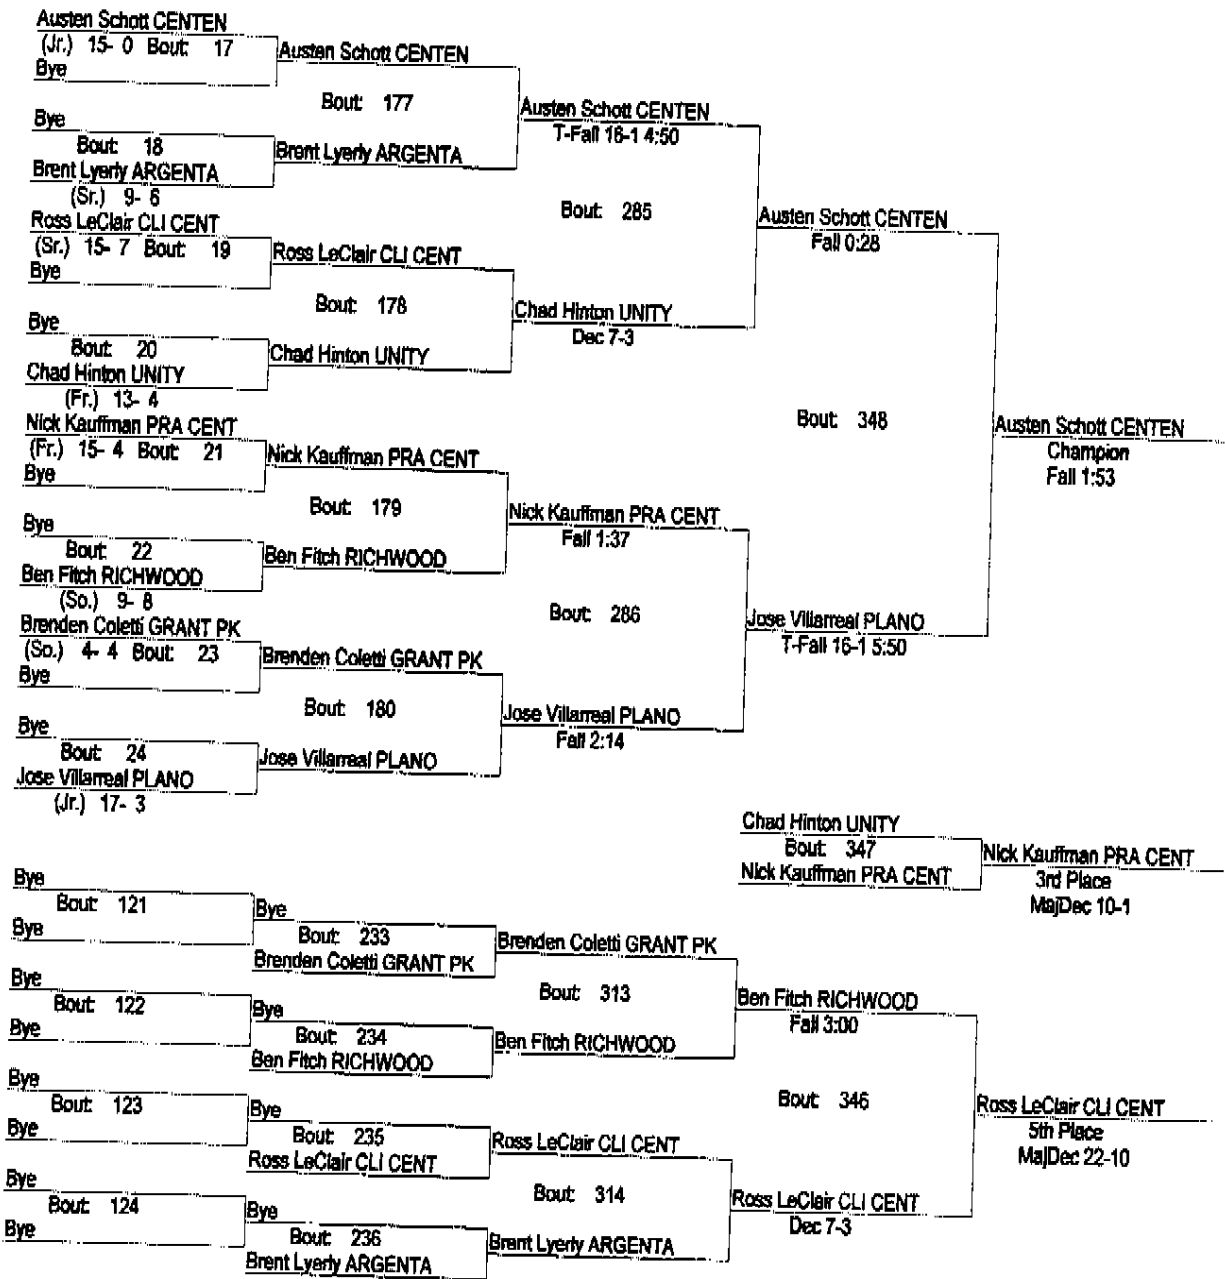 Austen Schott CENTEN
(Jr.) 15- 0 Bout: 17
Bye
Austen Schott CENTEN
Bout: 177
Bye
Bout: 18
Brent Lyerly ARGENTA
(Sr.) 9- 6
Brent Lyerly ARGENTA
Austen Schott CENTEN
T-Fall 16-1 4:50
Bout: 285
Ross LeClair CLI CENT
(Sr.) 15- 7 Bout: 19
Bye
Ross LeClair CLI CENT
Bout: 178
Bye
Bout: 20
Chad Hinton UNITY
(Fr.) 13- 4
Chad Hinton UNITY
Chad Hinton UNITY
Dec 7-3
Austen Schott CENTEN
Fall 0:28
Bout: 348
Nick Kauffman PRA CENT
(Fr.) 15- 4 Bout: 21
Bye
Nick Kauffman PRA CENT
Bout: 179
Bye
Bout: 22
Ben Fitch RICHWOOD
(So.) 9- 8
Ben Fitch RICHWOOD
Nick Kauffman PRA CENT
Fall 1:37
Bout: 286
Brenden Coletti GRANT PK
(So.) 4- 4 Bout: 23
Bye
Brenden Coletti GRANT PK
Bout: 180
Bye
Bout: 24
Jose Villarreal PLANO
(Jr.) 17- 3
Jose Villarreal PLANO
Jose Villarreal PLANO
Fall 2:14
Jose Villarreal PLANO
T-Fall 16-1 5:50
Austen Schott CENTEN
Champion
Fall 1:53
Chad Hinton UNITY
Bout: 347
Nick Kauffman PRA CENT
Nick Kauffman PRA CENT
3rd Place
MajDec 10-1
Bye
Bout: 121
Bye
Bye
Bout: 233
Brenden Coletti GRANT PK
Brenden Coletti GRANT PK
Bout: 313
Bye
Bout: 122
Bye
Bye
Bout: 234
Ben Fitch RICHWOOD
Ben Fitch RICHWOOD
Ben Fitch RICHWOOD
Fall 3:00
Bout: 346
Bye
Bout: 123
Bye
Bye
Bout: 235
Ross LeClair CLI CENT
Ross LeClair CLI CENT
Bout: 314
Bye
Bout: 124
Bye
Bye
Bout: 236
Brent Lyerly ARGENTA
Brent Lyerly ARGENTA
Ross LeClair CLI CENT
Dec 7-3
Ross LeClair CLI CENT
5th Place
MajDec 22-10